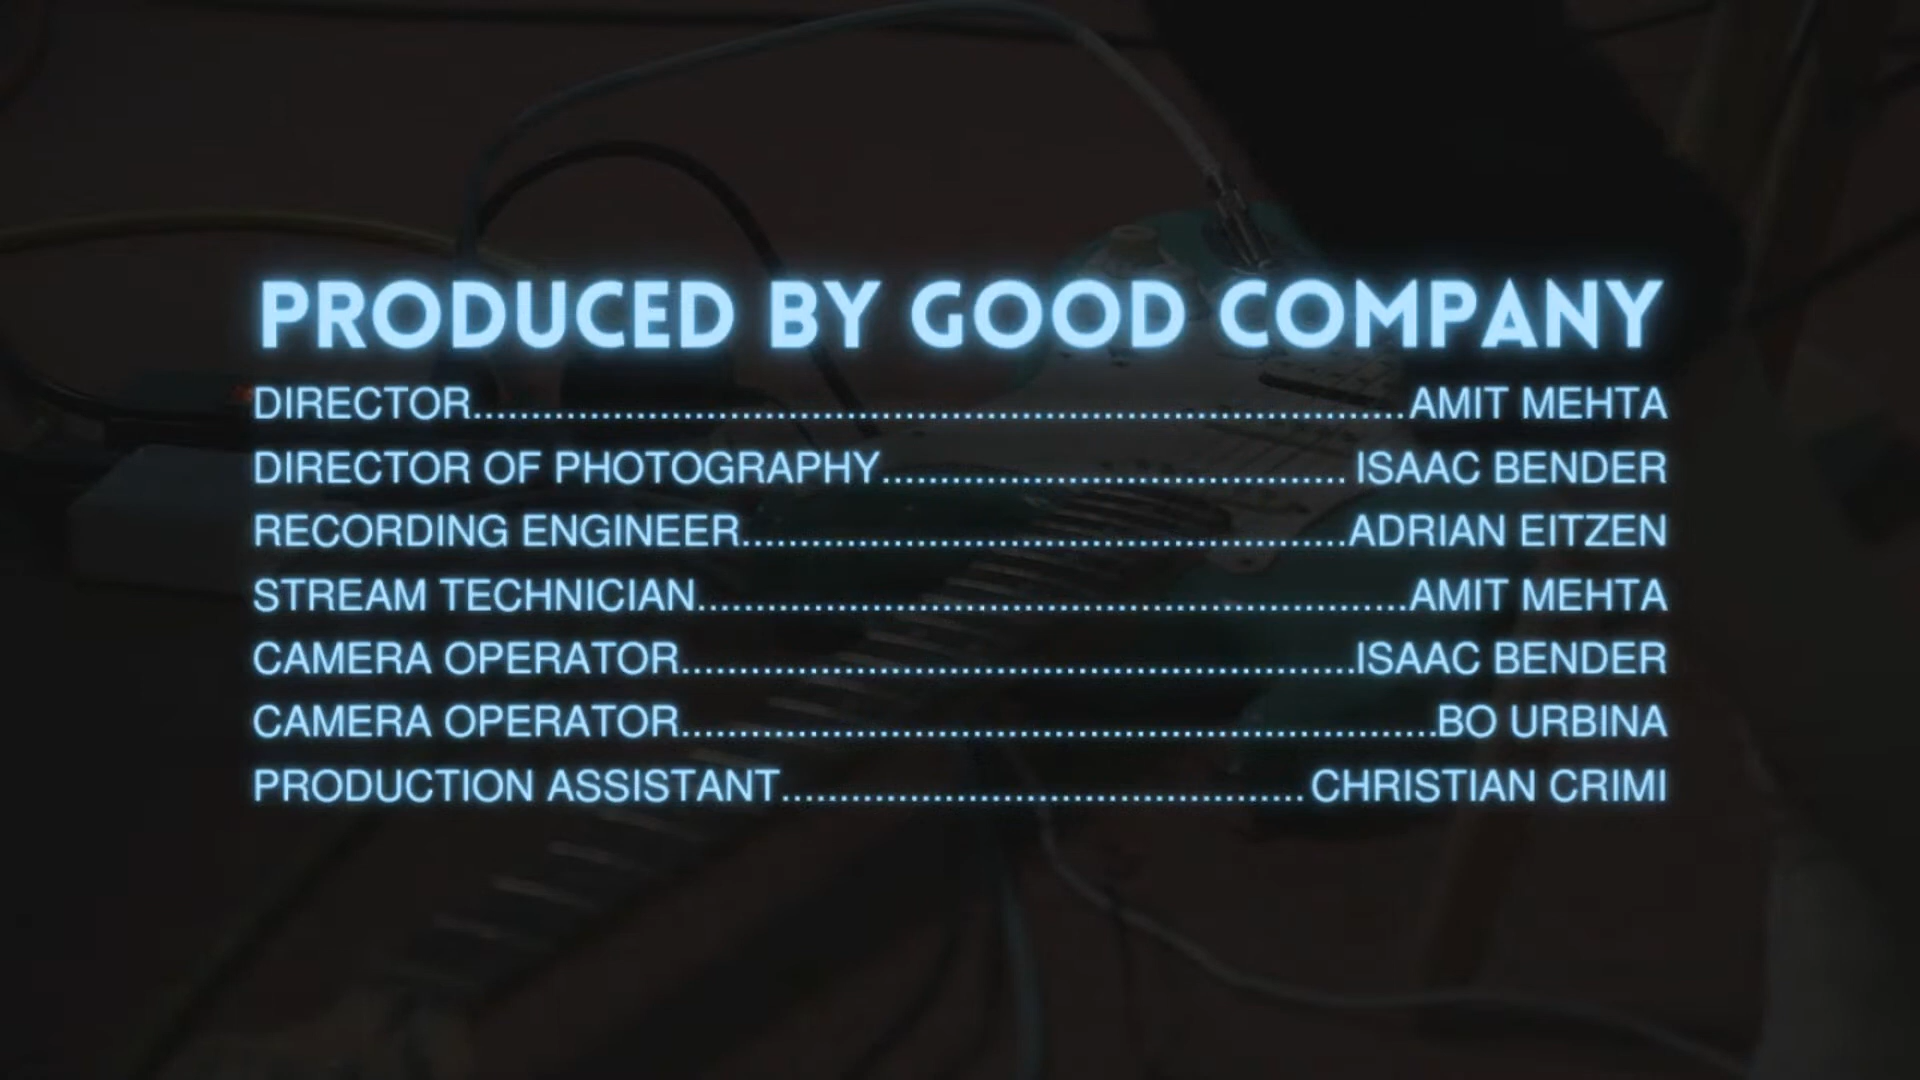 PRODUCED BY GOOD COMPANY
DIRECTOR................................................................................AMIT MEHTA
DIRECTOR OF PHOTOGRAPHY........................................ ISAAC BENDER
RECORDING ENGINEER....................................................ADRIAN EITZEN
STREAM TECHNICIAN.............................................................AMIT MEHTA
CAMERA OPERATOR..........................................................ISAAC BENDER
CAMERA OPERATOR.................................................................BO URBINA
PRODUCTION ASSISTANT.............................................CHRISTIAN CRIMI